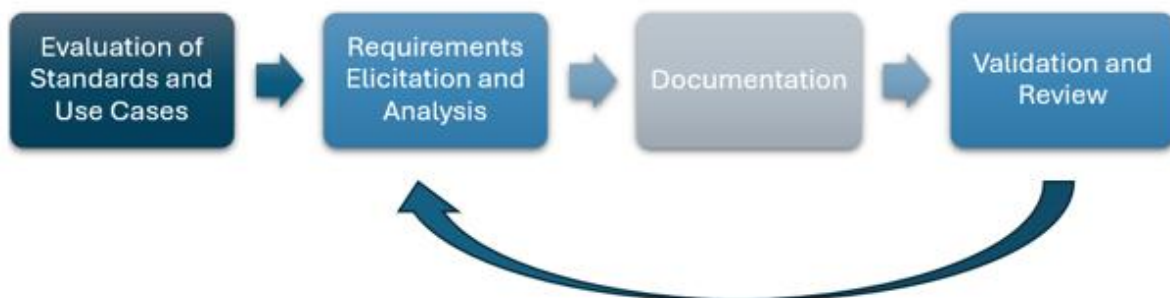 Evaluation of
Standards and
Use Cases
Requirements
Elicitation and
Analysis
Documentation
Validation and
Review